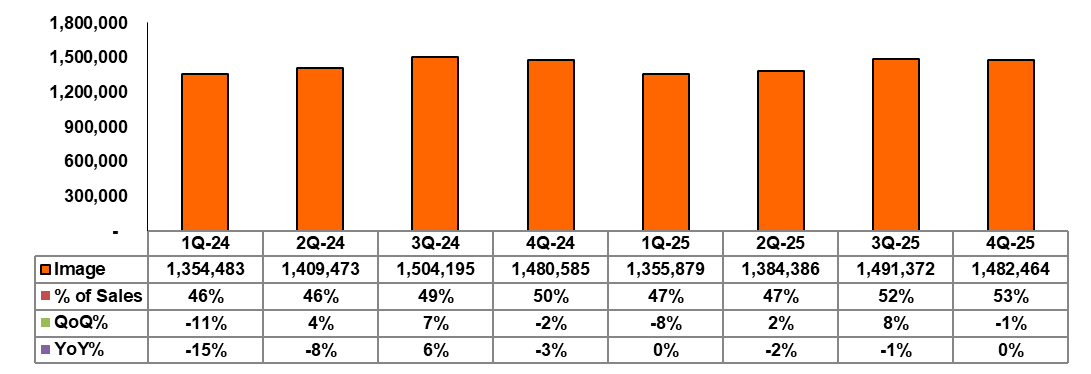 1,800,000
1,500,000
1,200,000
900,000
600,000
300,000
-
1Q-24 2Q-24 3Q-24 4Q-24 1Q-25 2Q-25 3Q-25 4Q-25
Image 1,354,483 1,409,473 1,504,195 1,480,585 1,355,879 1,384,386 1,491,372 1,482,464
% of Sales 46% 46% 49% 50% 47% 47% 52% 53%
QoQ% -11% 4% 7% -2% -8% 2% 8% -1%
YoY% -15% -8% 6% -3% 0% -2% -1% 0%